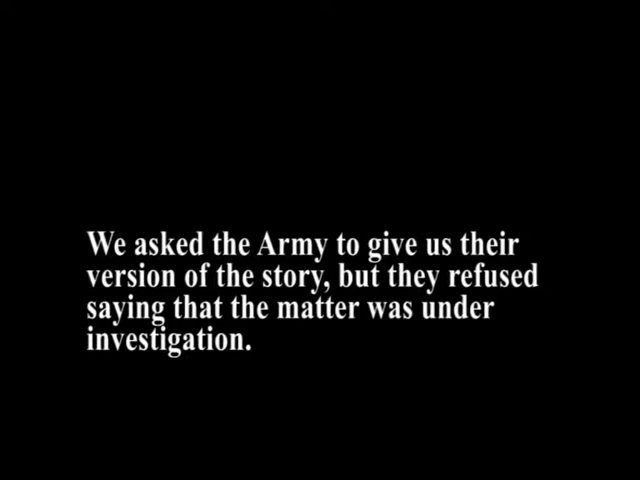 We asked the Army to give us their
version of the story, but they refused
saying that the matter was under
investigation.